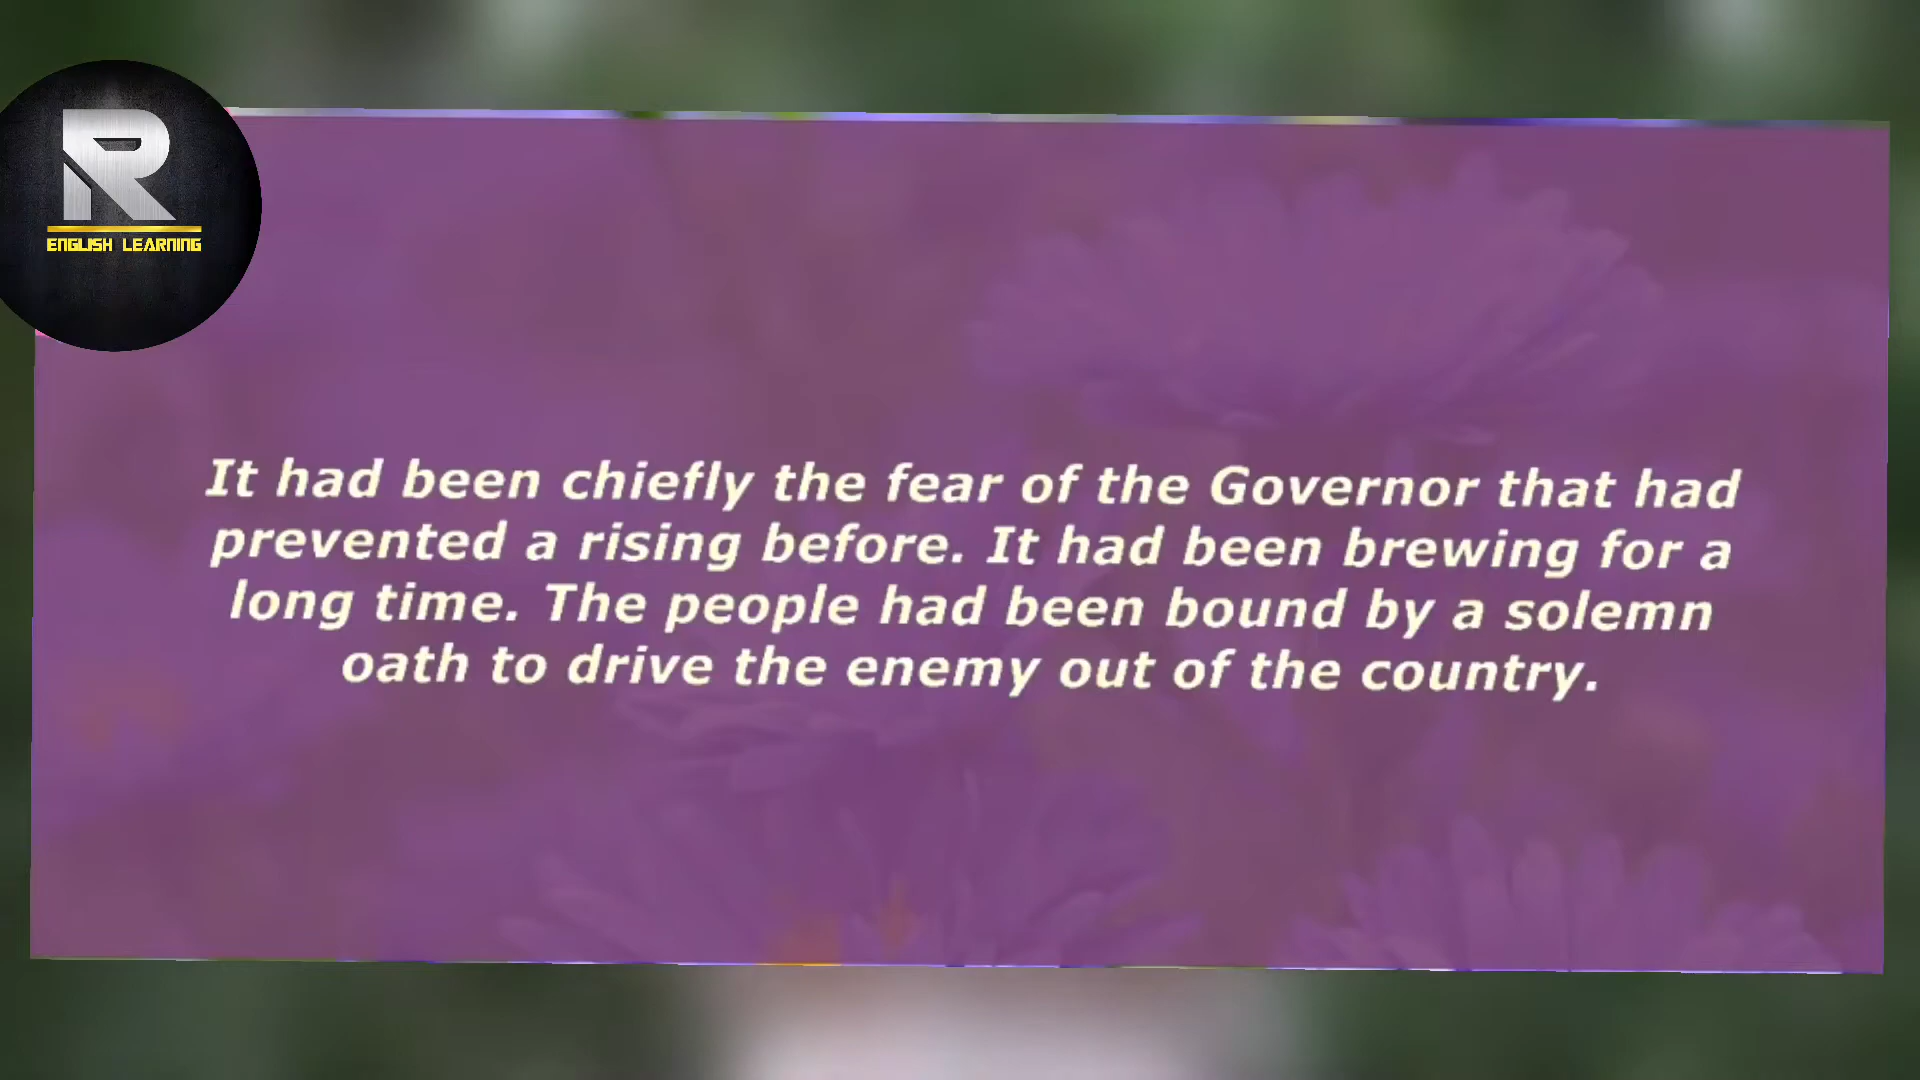 R
ENGLISH LEARNING
It had been chiefly the fear of the Governor that had
prevented a rising before. It had been brewing for a
long time. The people had been bound by a solemn
oath to drive the enemy out of the country.